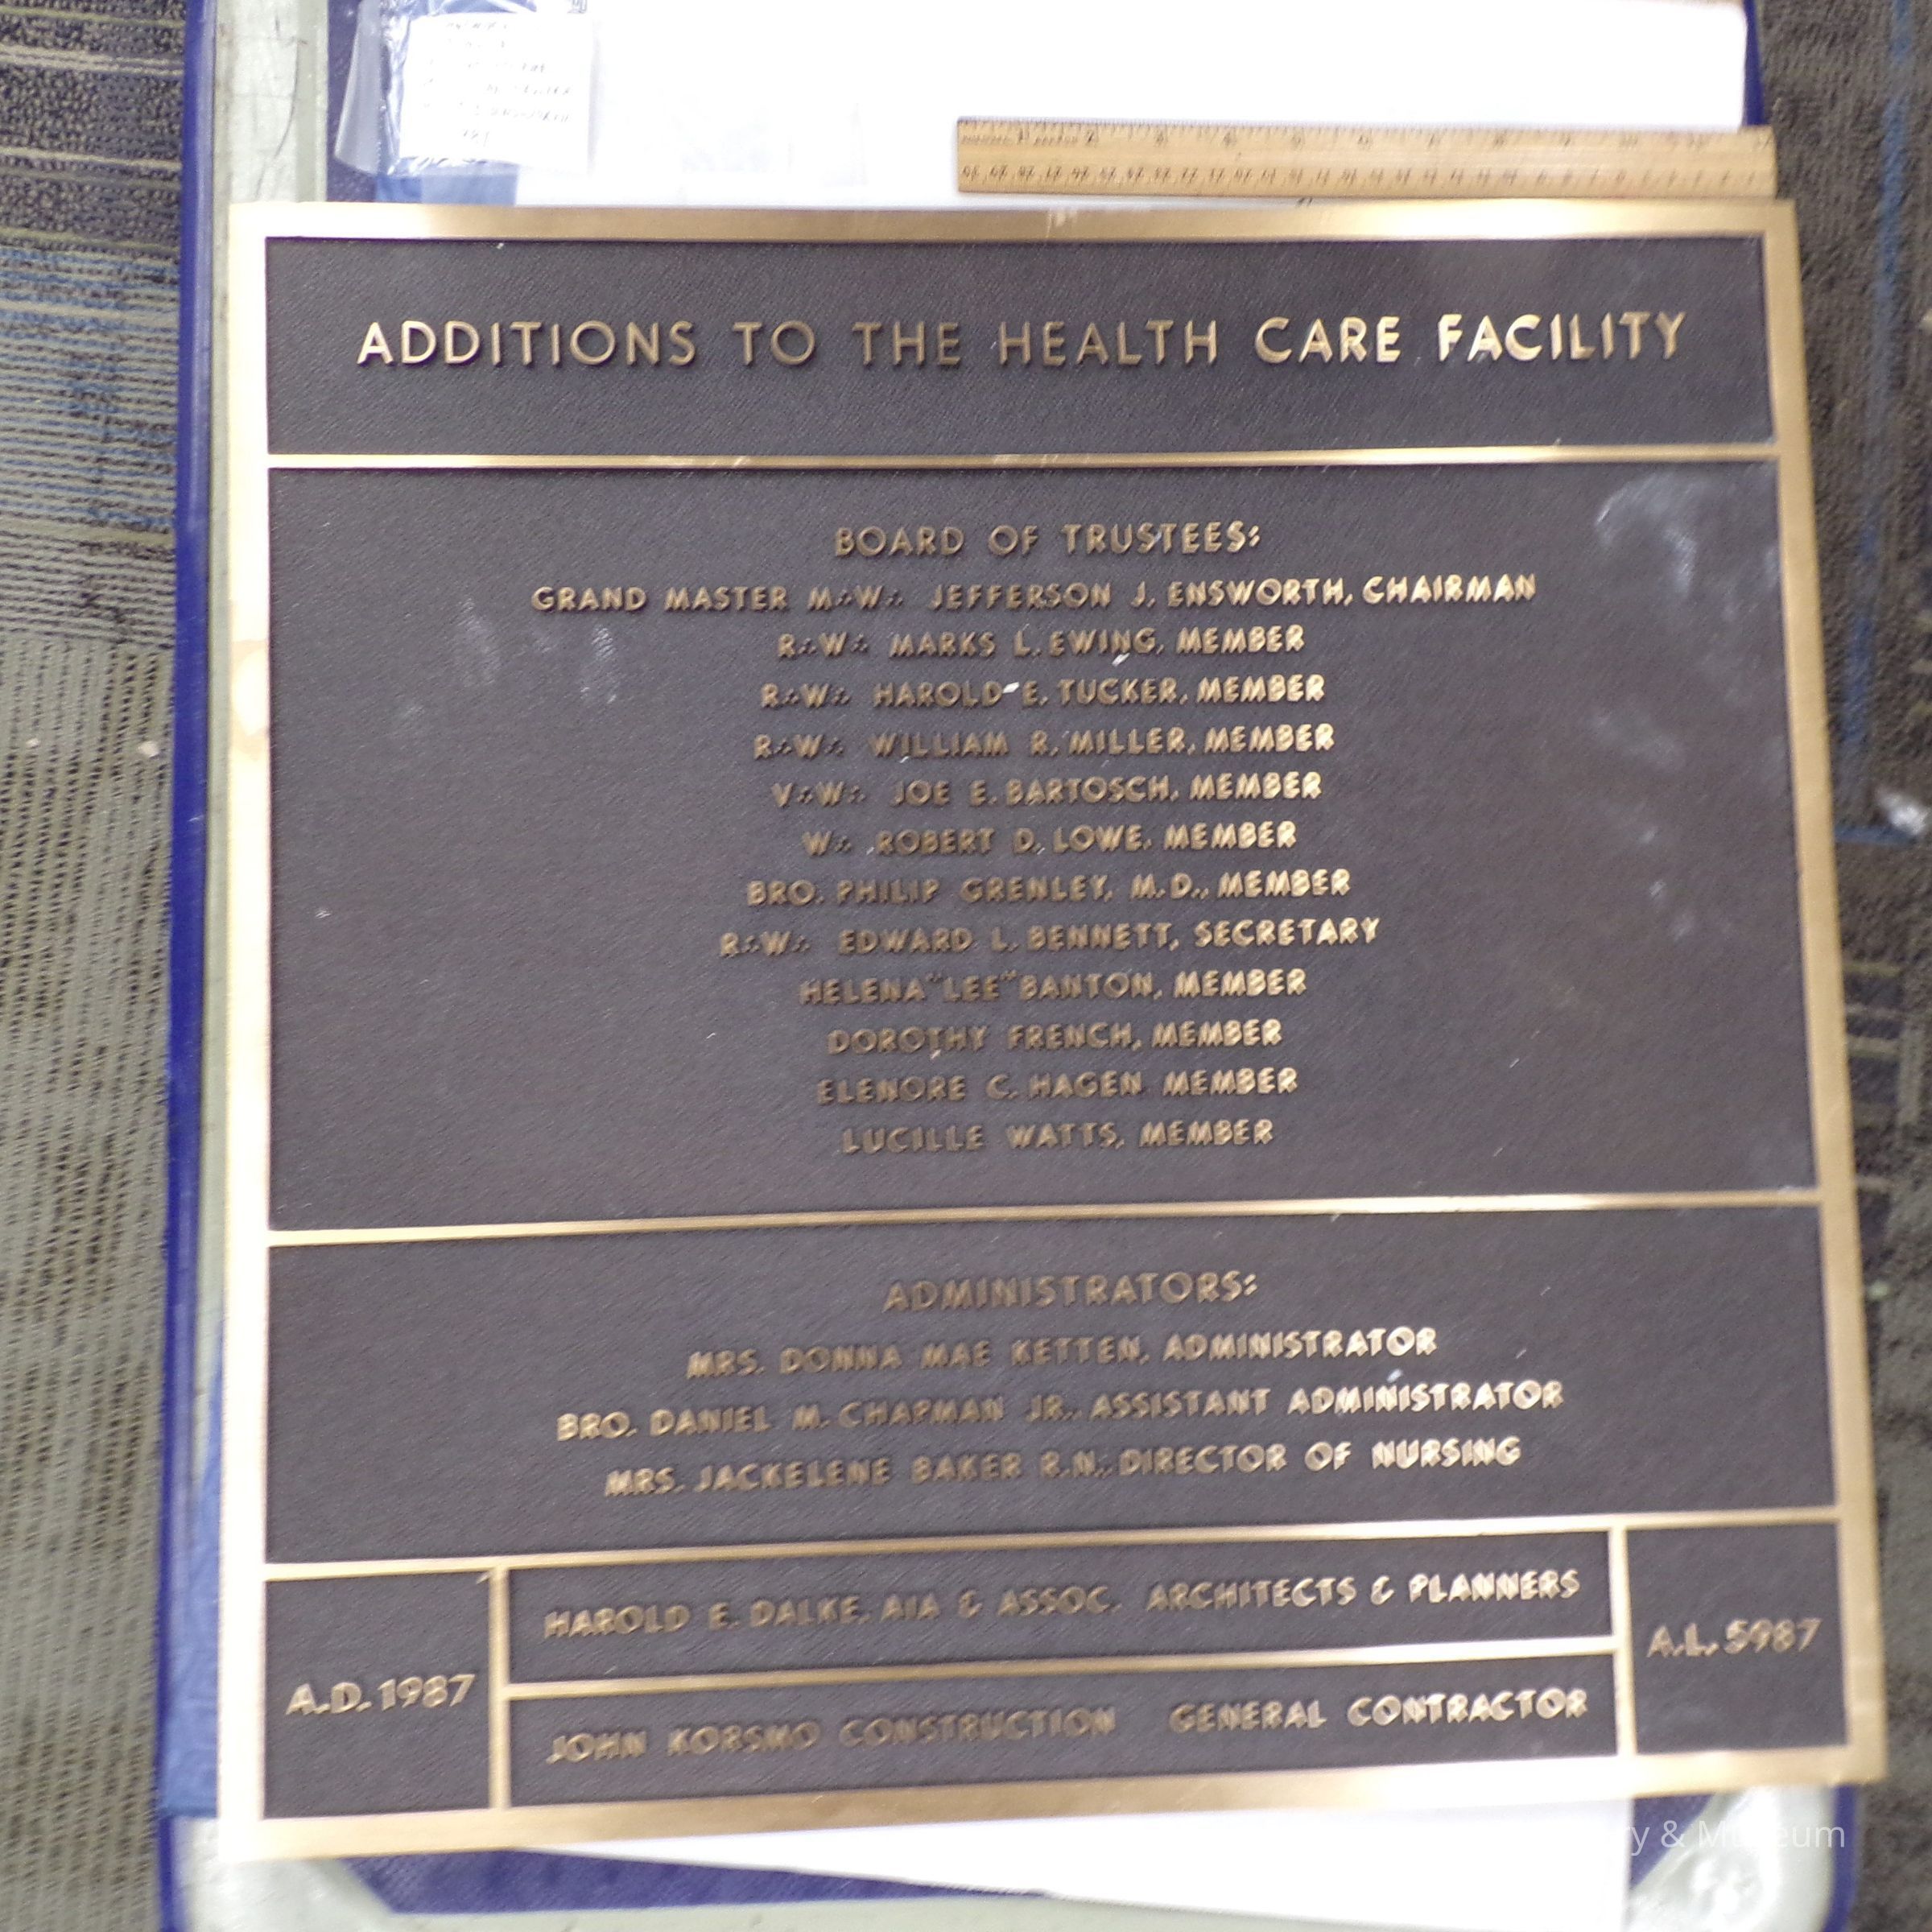 ADDITIONS TO THE HEALTH CARE FACILITY
BOARD OF TRUSTEES:
GRAND MASTER M∴W∴ JEFFERSON J. ENSWORTH, CHAIRMAN
R∴W∴ MARKS L. EWING, MEMBER
R∴W∴ HAROLD E. TUCKER, MEMBER
R∴W∴ WILLIAM R. MILLER, MEMBER
V∴W∴ JOE E. BARTOSCH, MEMBER
W∴ ROBERT D. LOWE, MEMBER
BRO. PHILIP GRENLEY, M.D., MEMBER
R∴W∴ EDWARD L. BENNETT, SECRETARY
HELENA "LEE" BANTON, MEMBER
DOROTHY FRENCH, MEMBER
ELENORE C. HAGEN MEMBER
LUCILLE WATTS, MEMBER
ADMINISTRATORS:
MRS. DONNA MAE KETTEN, ADMINISTRATOR
BRO. DANIEL M. CHAPMAN JR., ASSISTANT ADMINISTRATOR
MRS. JACKELENE BAKER R.N., DIRECTOR OF NURSING
HAROLD E. DALKE, AIA & ASSOC. ARCHITECTS & PLANNERS
A.D. 1987
A.L. 5987
JOHN KORSMO CONSTRUCTION GENERAL CONTRACTOR
& Museum